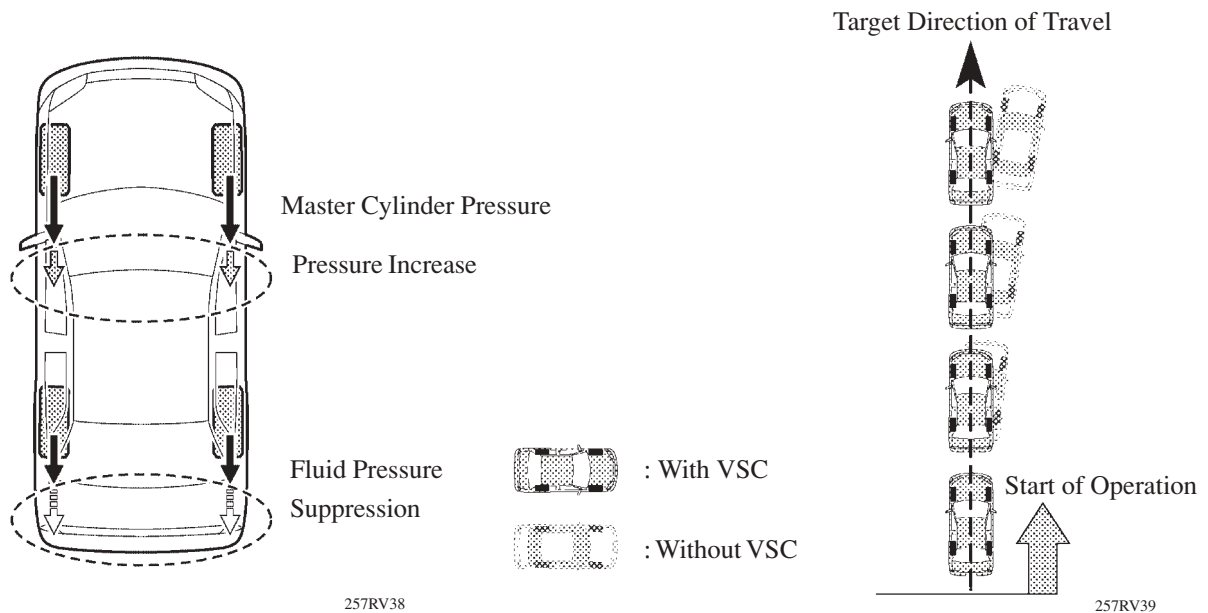 Target Direction of Travel
Master Cylinder Pressure
Pressure Increase
Fluid Pressure
Suppression
: With VSC
: Without VSC
Start of Operation
257RV38
257RV39